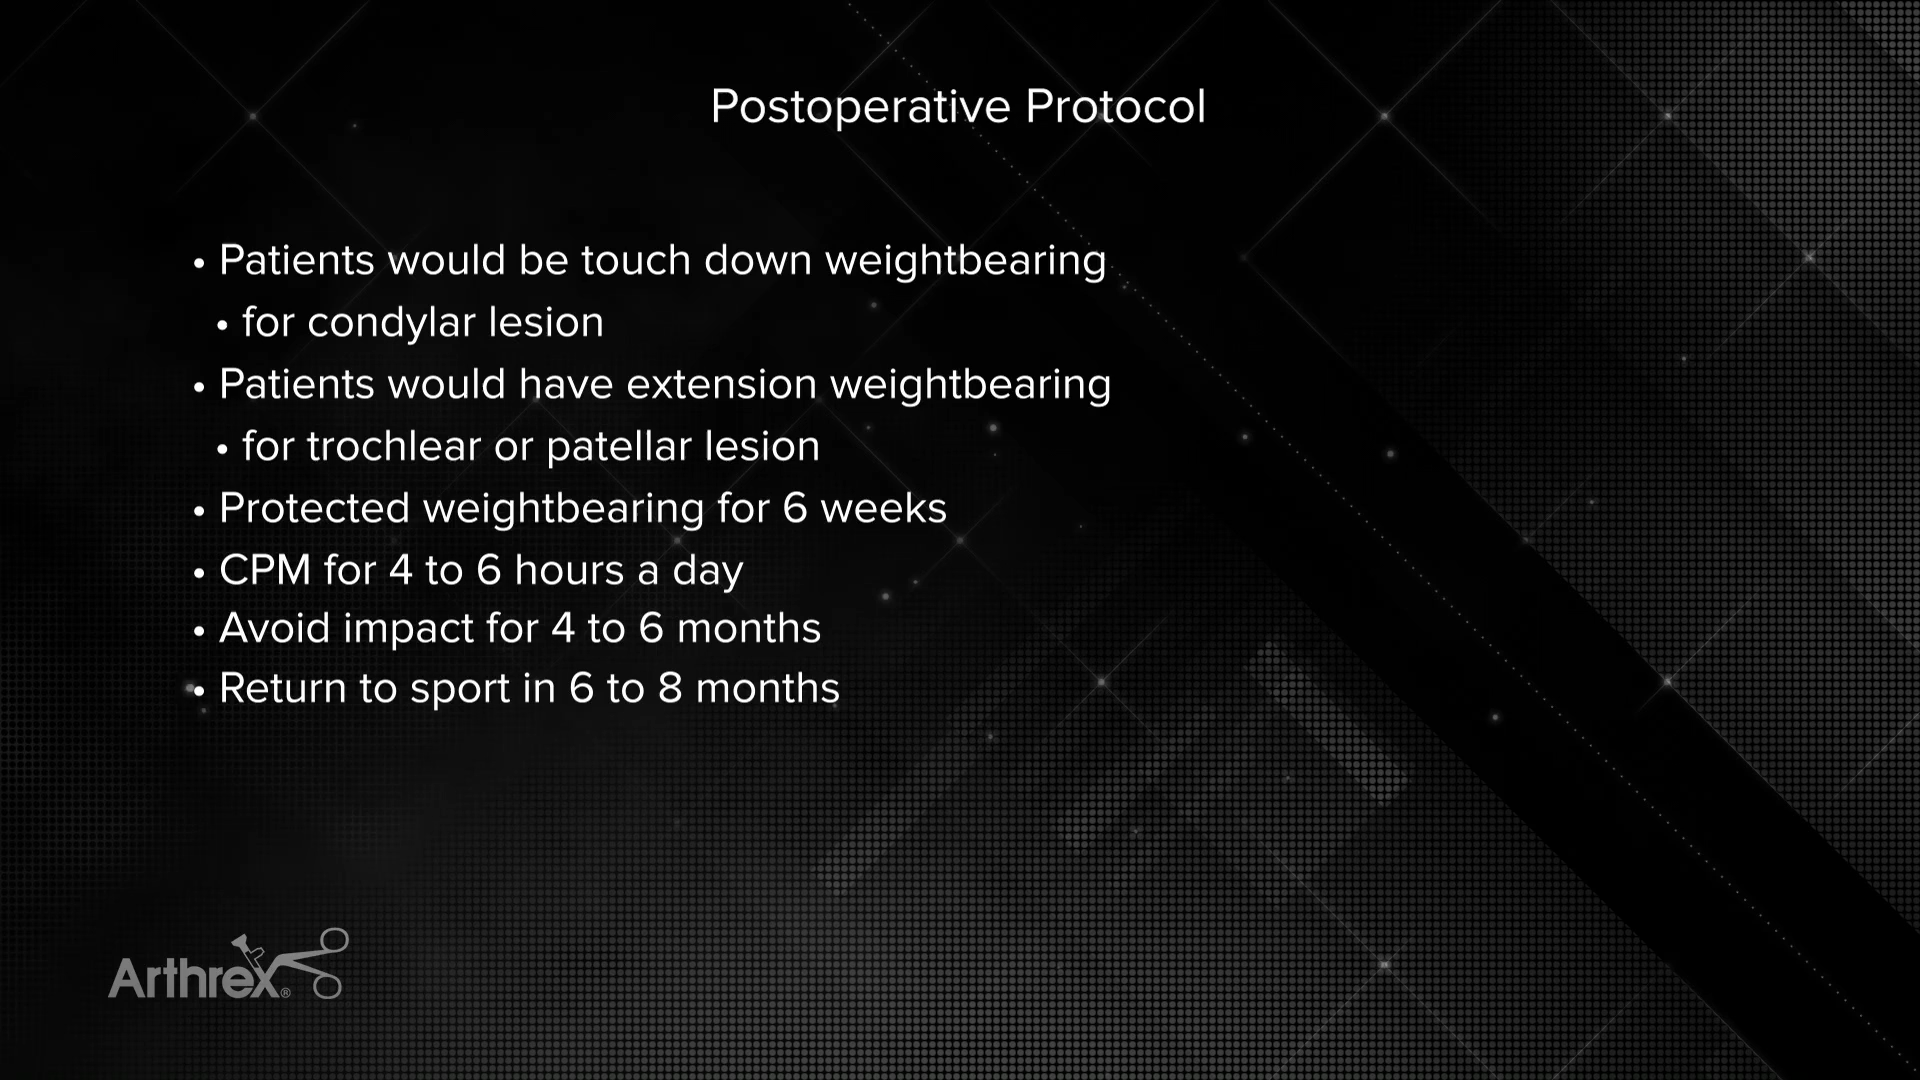 Postoperative Protocol
• Patients would be touch down weightbearing
• for condylar lesion
• Patients would have extension weightbearing
• for trochlear or patellar lesion
• Protected weightbearing for 6 weeks
• CPM for 4 to 6 hours a day
• Avoid impact for 4 to 6 months
• Return to sport in 6 to 8 months
Arthrex®